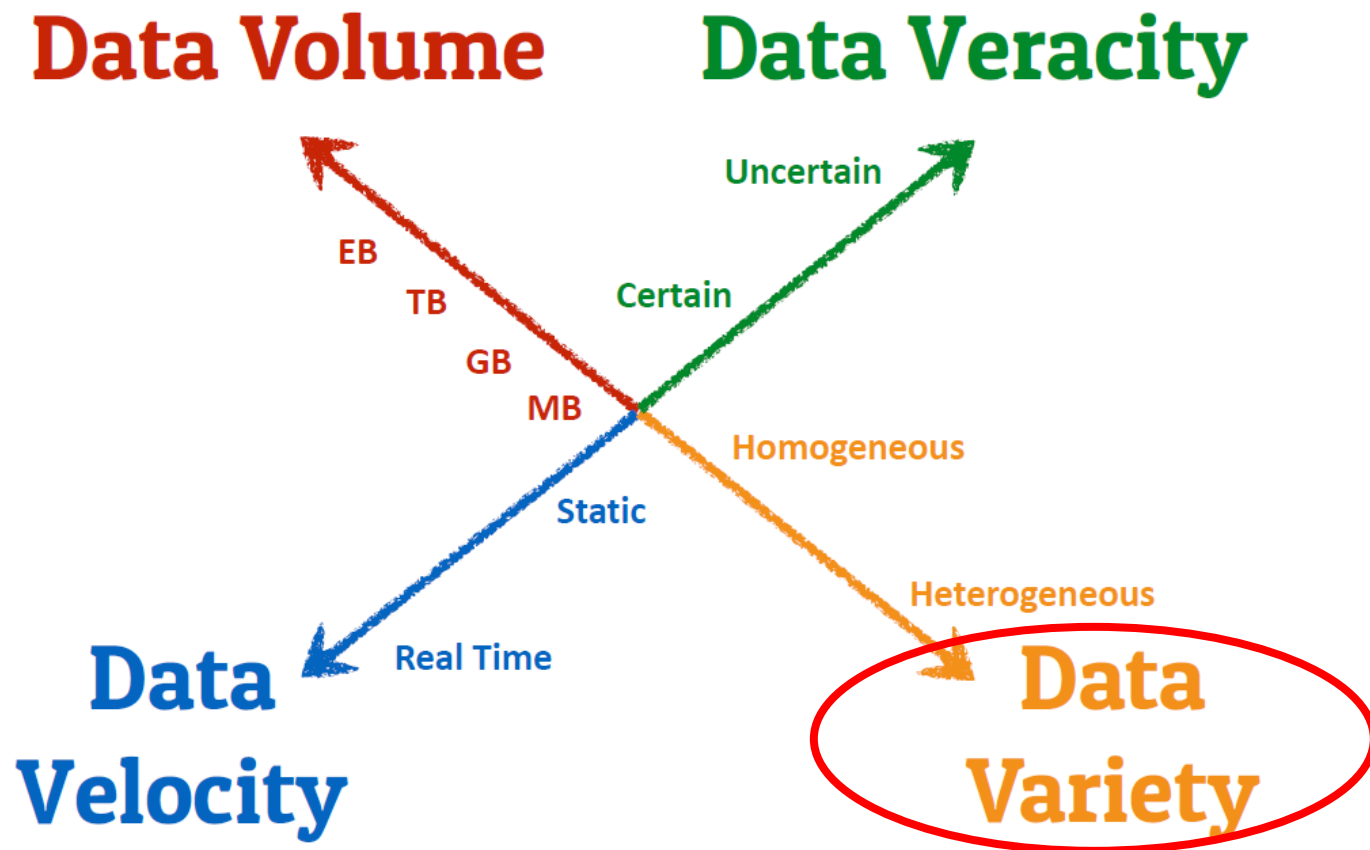 Data Volume
Data Veracity
Uncertain
EB
Certain
TB
GB
MB
Homogeneous
Static
Heterogeneous
Real Time
Data
Velocity
Data
Variety